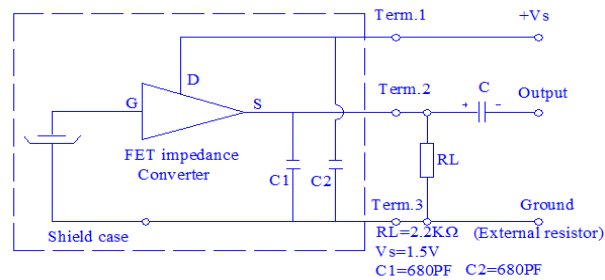 Term.1
+Vs
D
Term.2
C
Output
G
S
+
-
FET impedance
Converter
C1
C2
RL
Term.3
Ground
Shield case
RL=2.2KΩ (External resistor)
Vs=1.5V
C1=680PF C2=680PF